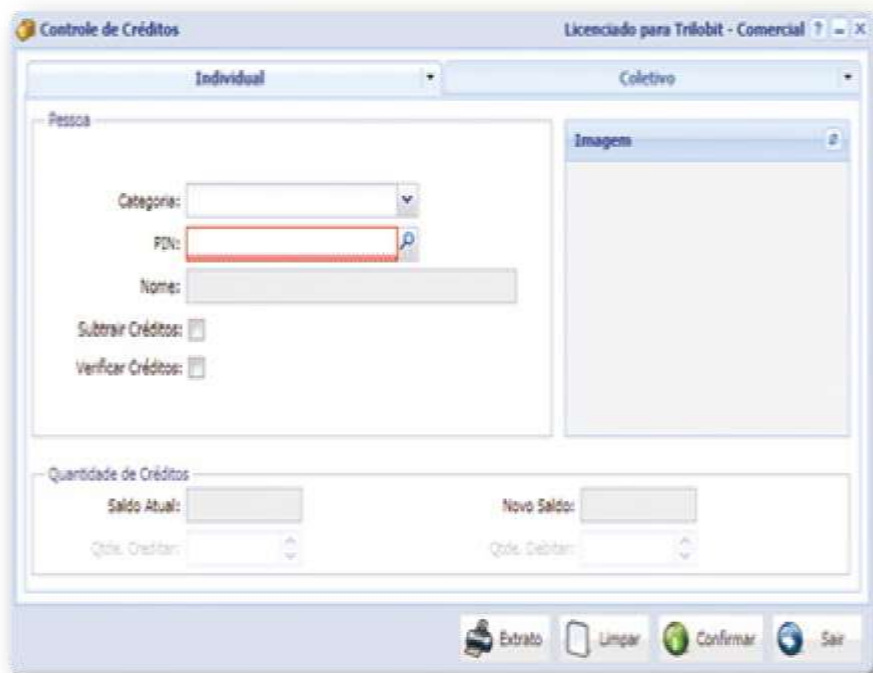 Controle de Créditos Licenciado para Trilobit - Comercial ?
Individual Coletivo
Pessoa
Imagem
Categoria:
PIN:
Nome:
Subtrair Créditos:
Verificar Créditos:
Quantidade de Créditos
Saldo Atual: Novo Saldo:
Qtde. Creditar: Qtde. Debitar:
Extrato Limpar Confirmar Sair